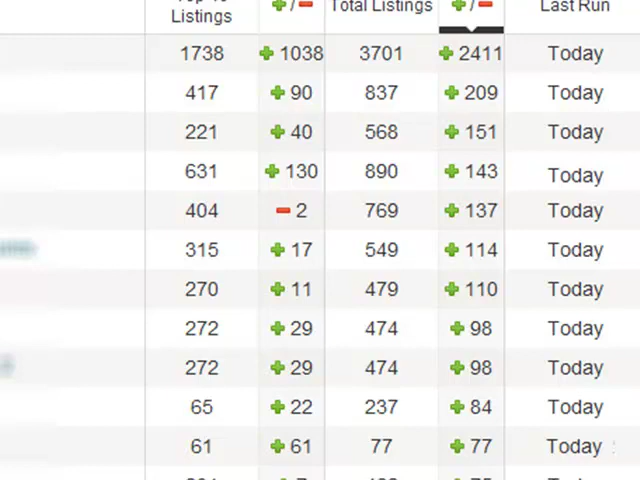 Listings + / − Total Listings + / − Last Run
1738 + 1038 3701 + 2411 Today
417 + 90 837 + 209 Today
221 + 40 568 + 151 Today
631 + 130 890 + 143 Today
404 − 2 769 + 137 Today
315 + 17 549 + 114 Today
270 + 11 479 + 110 Today
272 + 29 474 + 98 Today
272 + 29 474 + 98 Today
65 + 22 237 + 84 Today
61 + 61 77 + 77 Today